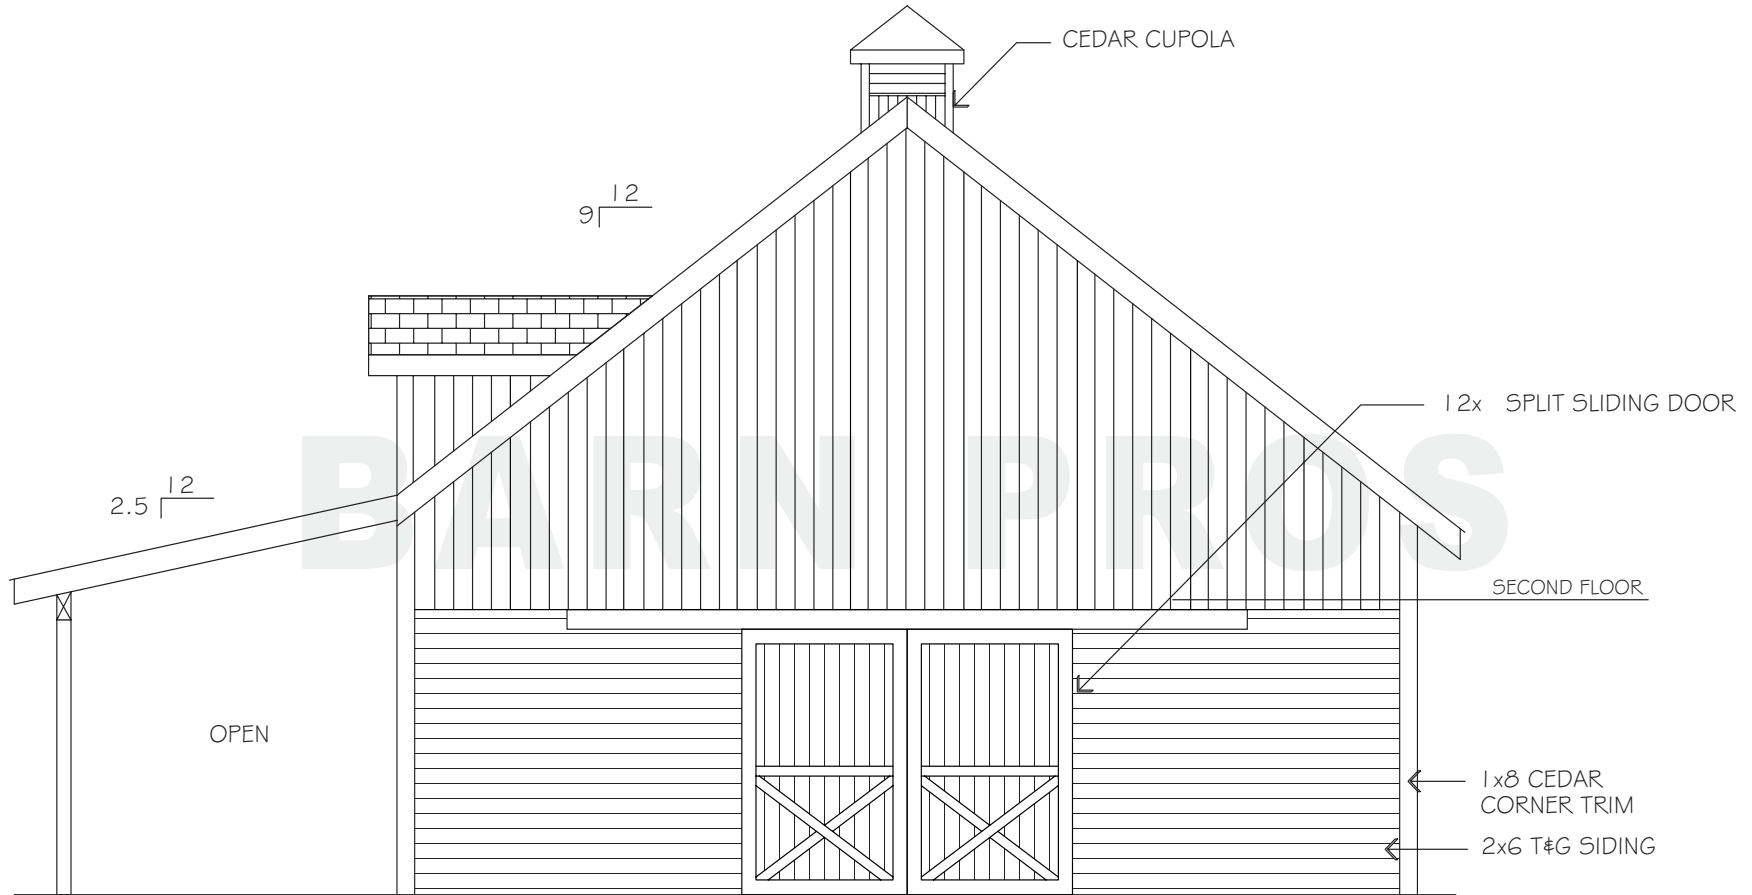 CEDAR CUPOLA
12
9
12x SPLIT SLIDING DOOR
BARN PROS
12
2.5
SECOND FLOOR
OPEN
1x8 CEDAR
CORNER TRIM
2x6 T&G SIDING